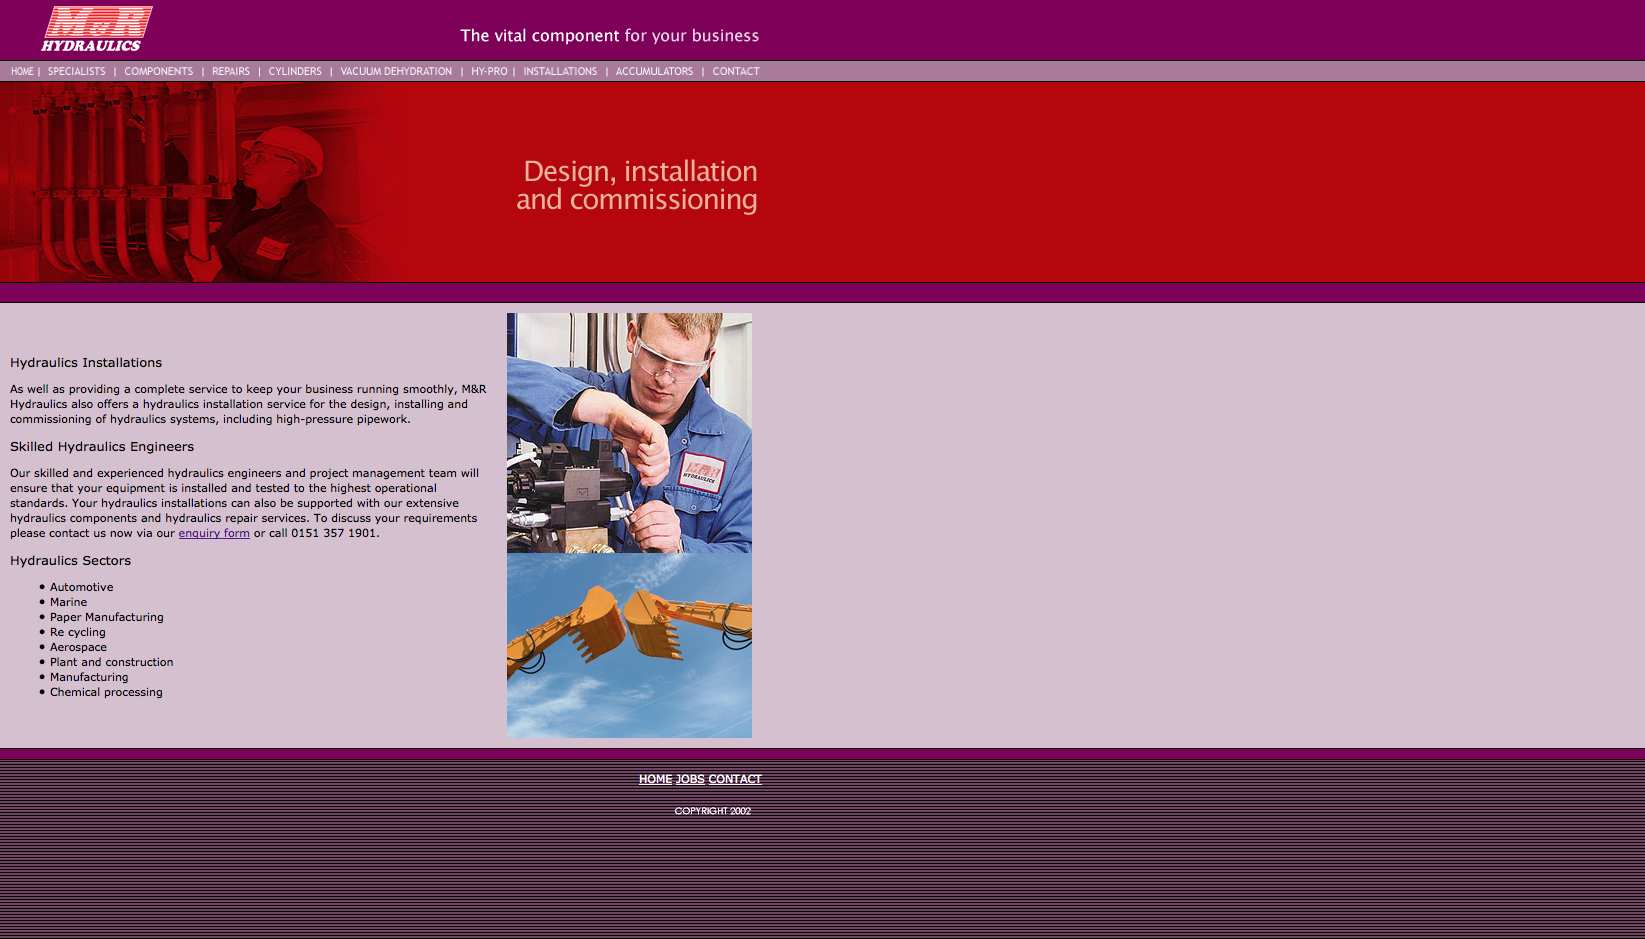 M&R
HYDRAULICS
The vital component for your business
HOME | SPECIALISTS | COMPONENTS | REPAIRS | CYLINDERS | VACUUM DEHYDRATION | HY-PRO | INSTALLATIONS | ACCUMULATORS | CONTACT
Design, installation
and commissioning
Hydraulics Installations
As well as providing a complete service to keep your business running smoothly, M&R
Hydraulics also offers a hydraulics installation service for the design, installing and
commissioning of hydraulics systems, including high-pressure pipework.
Skilled Hydraulics Engineers
Our skilled and experienced hydraulics engineers and project management team will
ensure that your equipment is installed and tested to the highest operational
standards. Your hydraulics installations can also be supported with our extensive
hydraulics components and hydraulics repair services. To discuss your requirements
please contact us now via our enquiry form or call 0151 357 1901.
Hydraulics Sectors
• Automotive
• Marine
• Paper Manufacturing
• Re cycling
• Aerospace
• Plant and construction
• Manufacturing
• Chemical processing
M&R
HYDRAULICS
HOME JOBS CONTACT
COPYRIGHT 2002